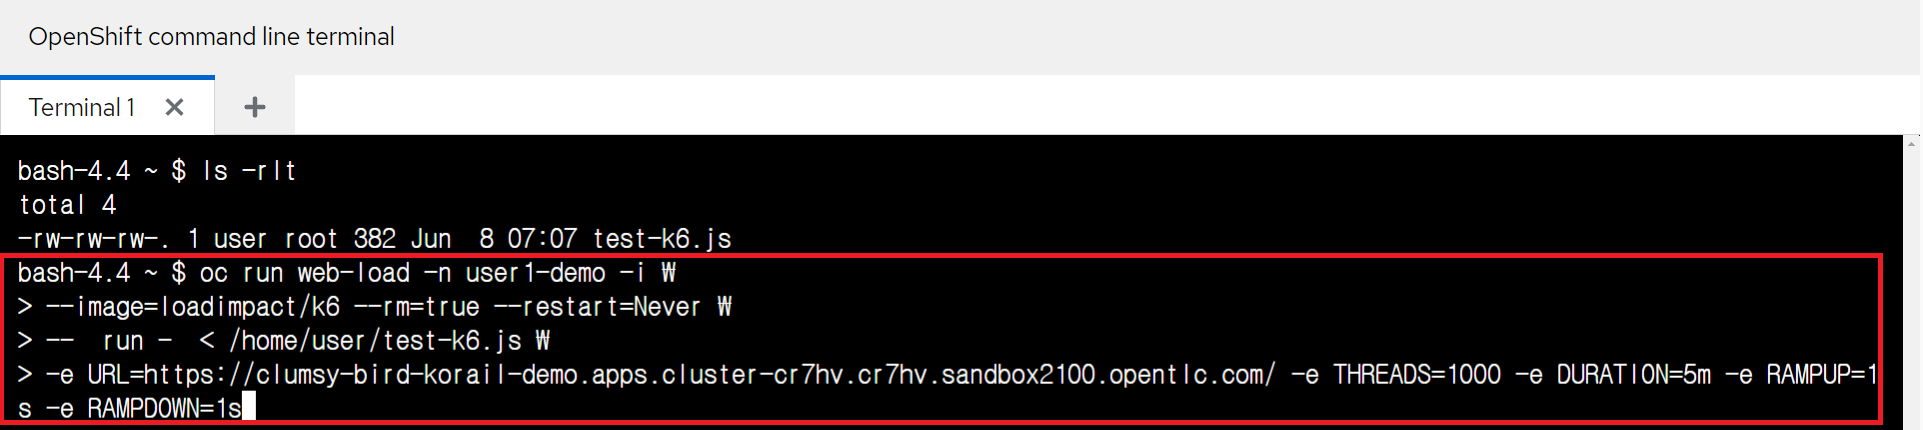 OpenShift command line terminal
Terminal 1
bash-4.4 ~ $ ls -rlt
total 4
-rw-rw-rw-. 1 user root 382 Jun  8 07:07 test-k6.js
bash-4.4 ~ $ oc run web-load -n user1-demo -i ₩
> --image=loadimpact/k6 --rm=true --restart=Never ₩
> --  run -  < /home/user/test-k6.js ₩
> -e URL=https://clumsy-bird-korail-demo.apps.cluster-cr7hv.cr7hv.sandbox2100.opentlc.com/ -e THREADS=1000 -e DURATION=5m -e RAMPUP=1
s -e RAMPDOWN=1s